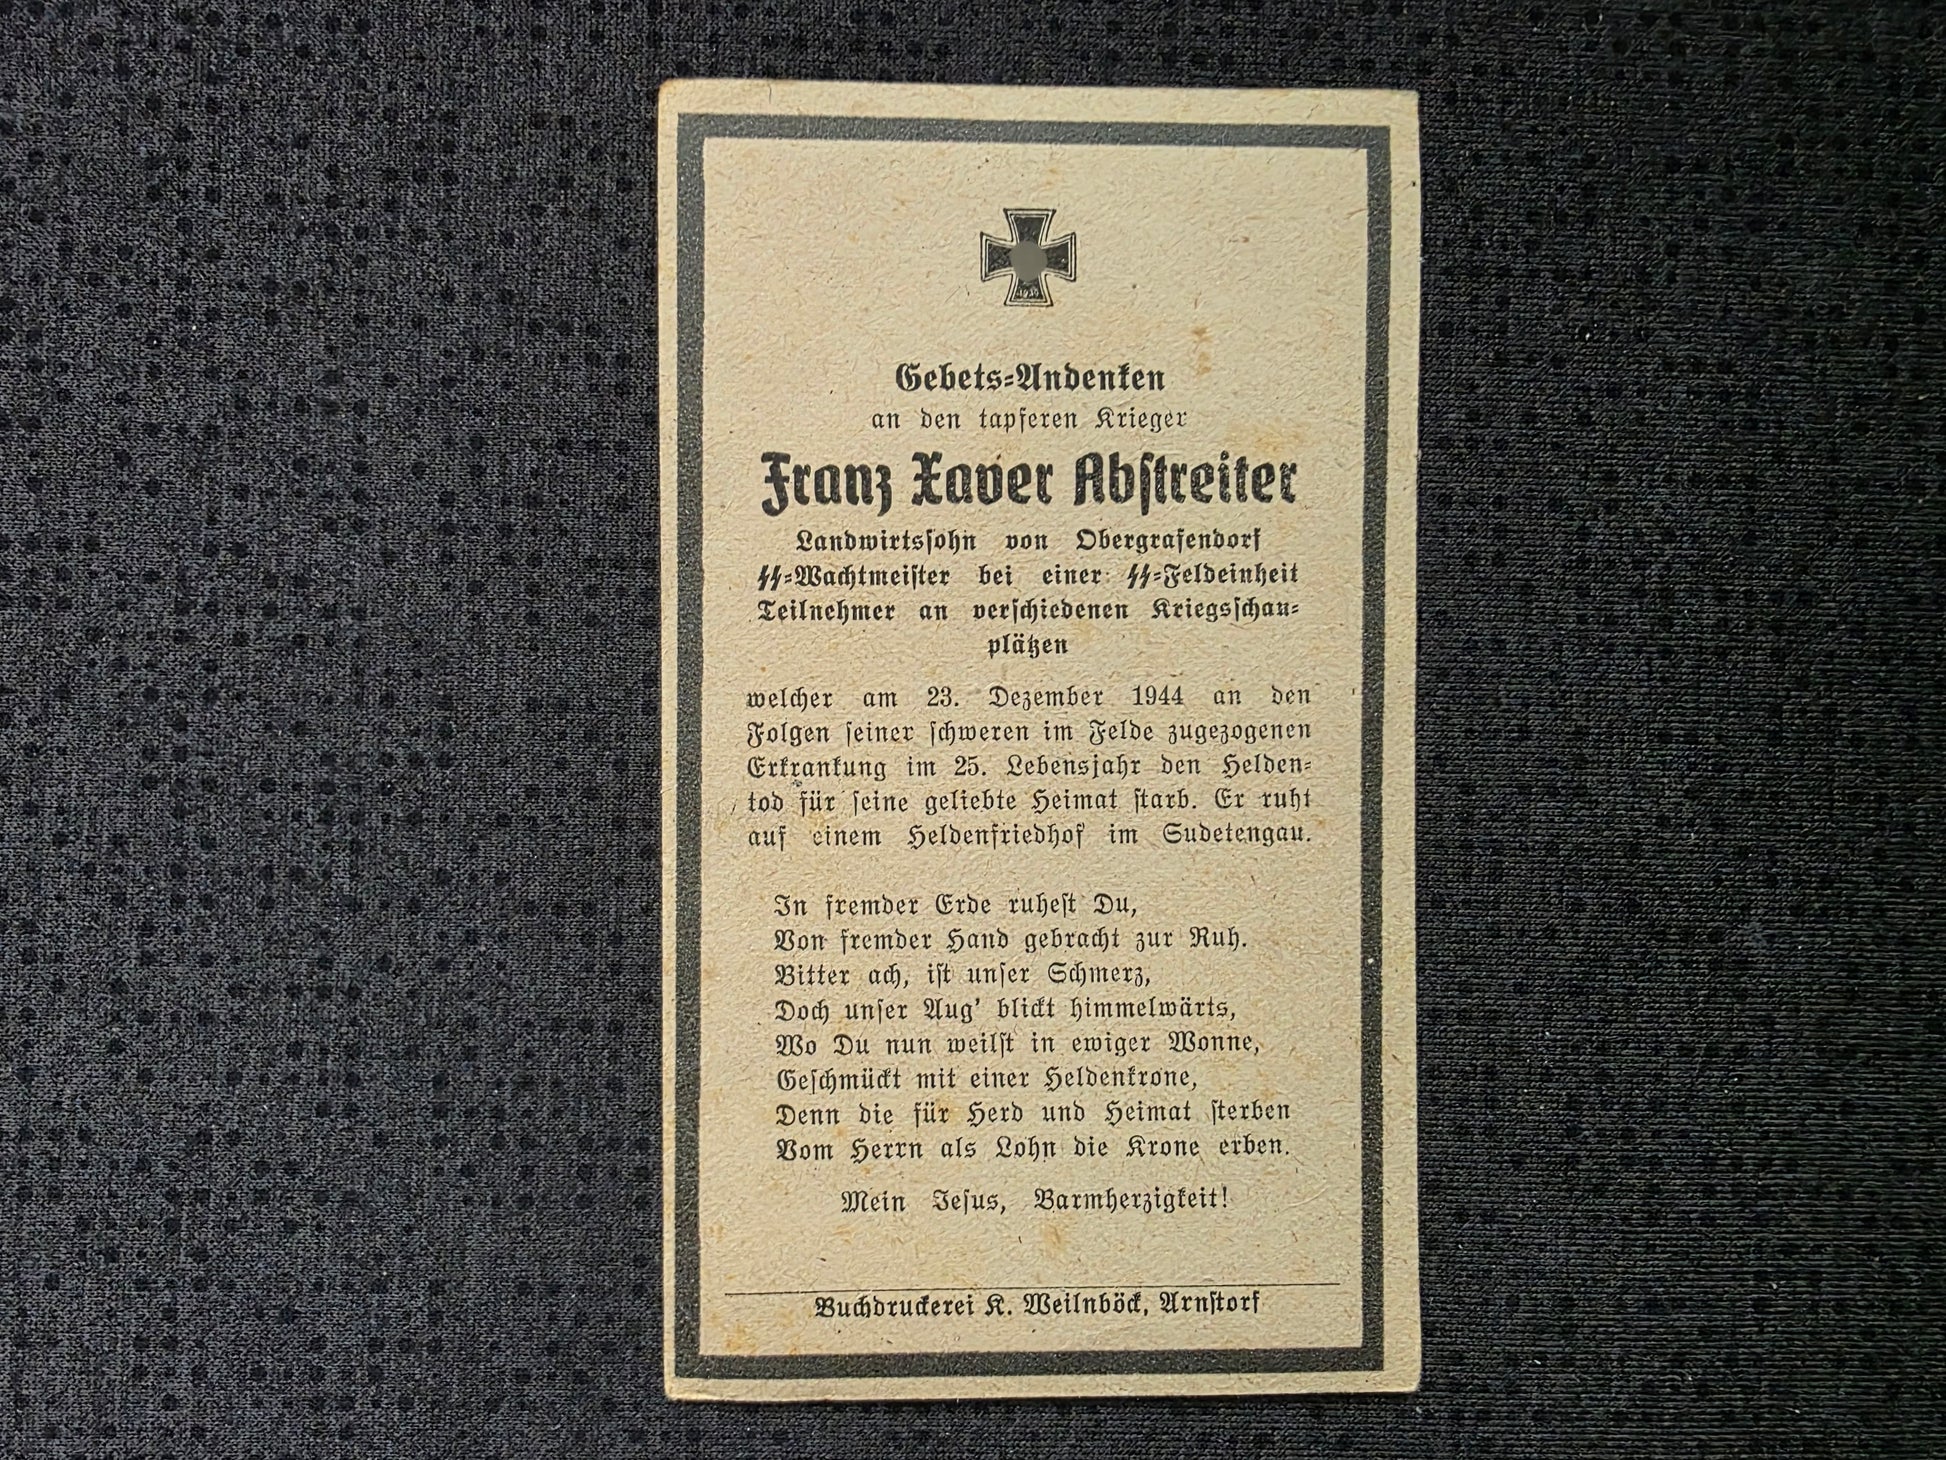 Gebets-Andenken
an den tapferen Krieger
Franz Xaver Abstreiter
Landwirtssohn von Obergrafendorf
SS-Wachtmeister bei einer SS-Feldeinheit
Teilnehmer an verschiedenen Kriegsschau-
plätzen
welcher am 23. Dezember 1944 an den
Folgen seiner schweren im Felde zugezogenen
Erkrankung im 25. Lebensjahr den Helden-
tod für seine geliebte Heimat starb. Er ruht
auf einem Heldenfriedhof im Sudetengau.
In fremder Erde ruhest Du,
Von fremder Hand gebracht zur Ruh.
Bitter ach, ist unser Schmerz,
Doch unser Aug' blickt himmelwärts,
Wo Du nun weilst in ewiger Wonne,
Geschmückt mit einer Heldenkrone,
Denn die für Herd und Heimat sterben
Vom Herrn als Lohn die Krone erben.
Mein Jesus, Barmherzigkeit!
Buchdruckerei K. Weilnböck, Arnstorf